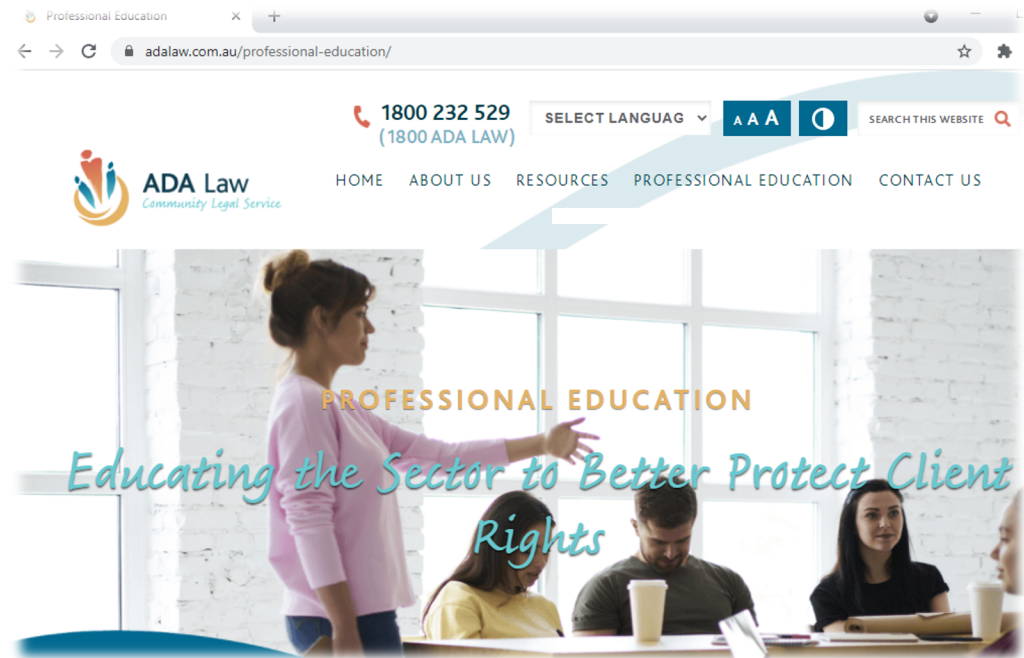 Professional Education
adalaw.com.au/professional-education/
1800 232 529
(1800 ADA LAW)
SELECT LANGUAG
A A A
SEARCH THIS WEBSITE
ADA Law
Community Legal Service
HOME ABOUT US RESOURCES PROFESSIONAL EDUCATION CONTACT US
PROFESSIONAL EDUCATION
Educating the Sector to Better Protect Client
Rights